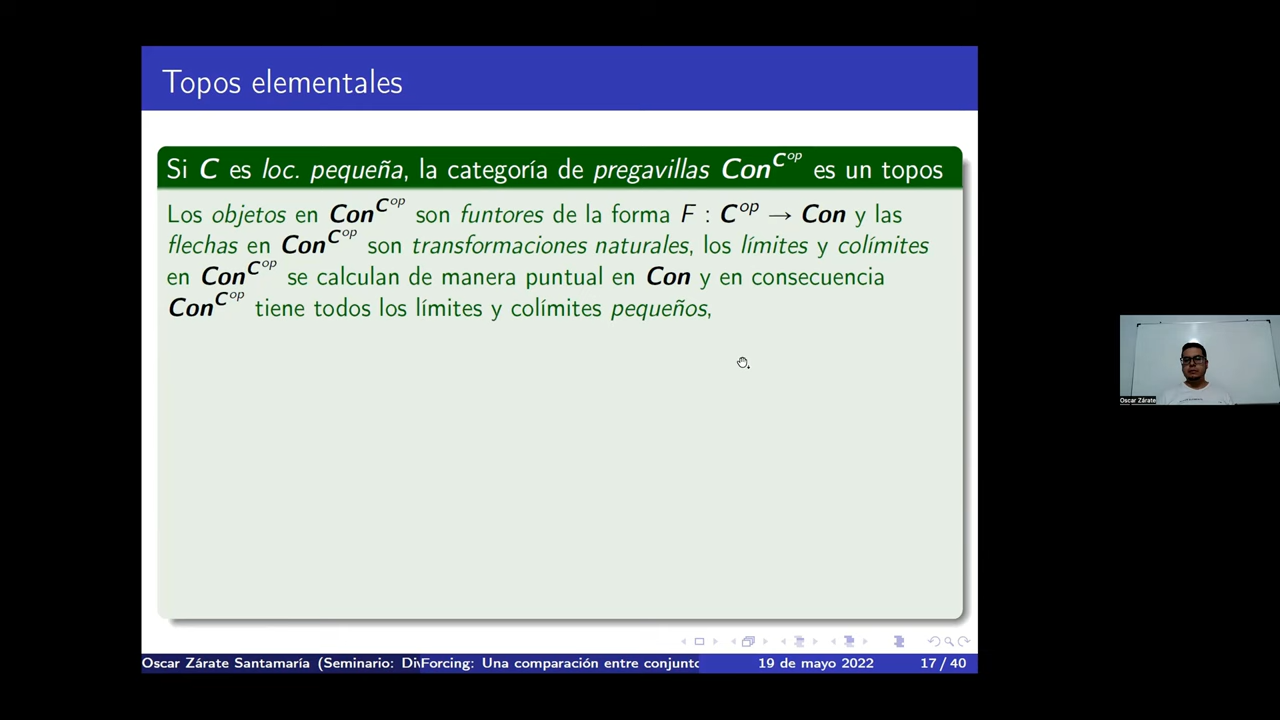 Topos elementales
Si C es loc. pequeña, la categoría de pregavillas Con^{C^{op}} es un topos
Los objetos en Con^{C^{op}} son funtores de la forma F : C^{op} → Con y las
flechas en Con^{C^{op}} son transformaciones naturales, los límites y colímites
en Con^{C^{op}} se calculan de manera puntual en Con y en consecuencia
Con^{C^{op}} tiene todos los límites y colímites pequeños,
Oscar Zárate
Oscar Zárate Santamaría (Seminario: Di Forcing: Una comparación entre conjunto 19 de mayo 2022 17 / 40